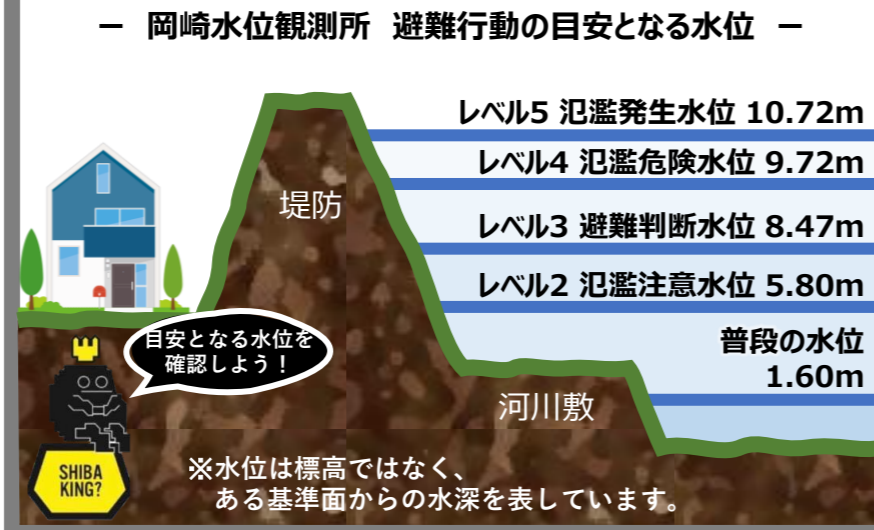 ― 岡崎水位観測所 避難行動の目安となる水位 ―
レベル5 氾濫発生水位 10.72m
レベル4 氾濫危険水位 9.72m
堤防
レベル3 避難判断水位 8.47m
レベル2 氾濫注意水位 5.80m
目安となる水位を
確認しよう！
普段の水位
1.60m
河川敷
SHIBA
KING?
※水位は標高ではなく、
ある基準面からの水深を表しています。